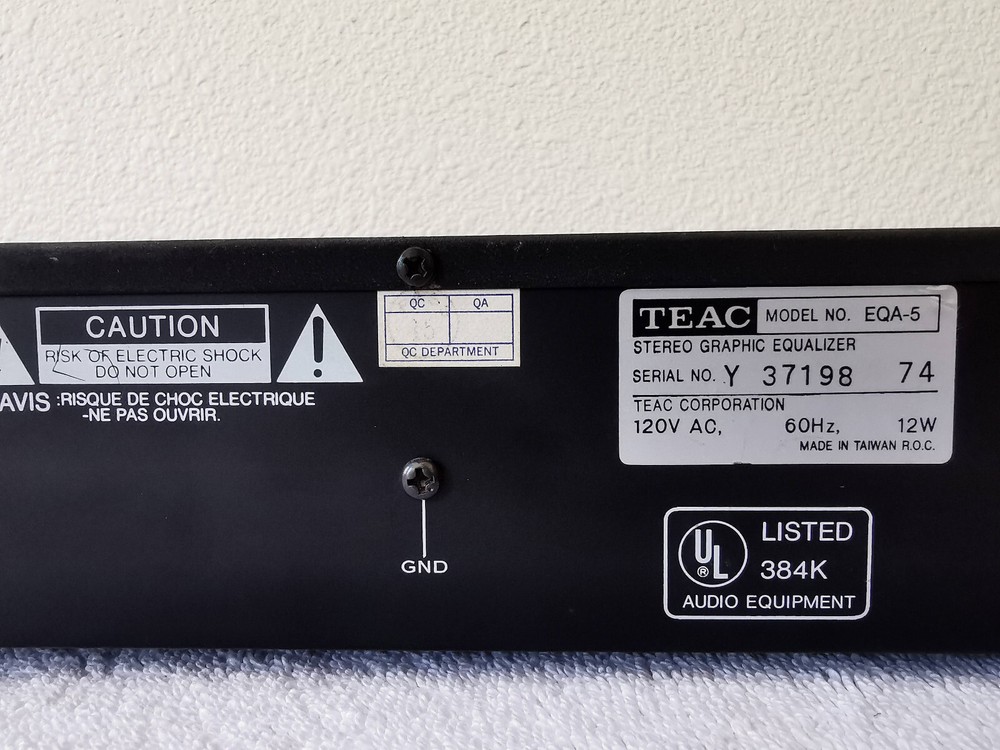 CAUTION
RISK OF ELECTRIC SHOCK
DO NOT OPEN
AVIS :RISQUE DE CHOC ELECTRIQUE
-NE PAS OUVRIR.
QC QA
QC DEPARTMENT
GND
TEAC MODEL NO. EQA-5
STEREO GRAPHIC EQUALIZER
SERIAL NO. Y 37198 74
TEAC CORPORATION
120V AC, 60Hz, 12W
MADE IN TAIWAN R.O.C.
UL ® LISTED
384K
AUDIO EQUIPMENT